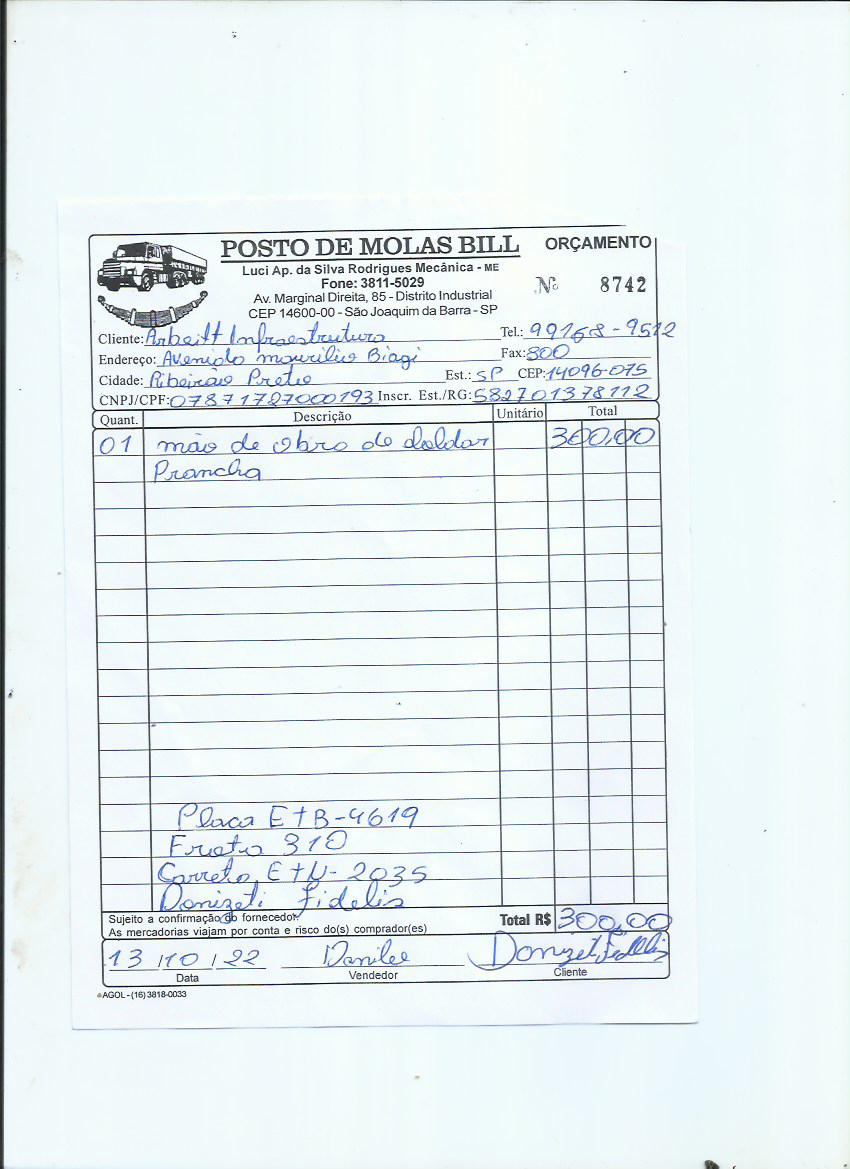 POSTO DE MOLAS BILL
ORÇAMENTO
Luci Ap. da Silva Rodrigues Mecânica - ME
Fone: 3811-5029
Av. Marginal Direita, 85 - Distrito Industrial
CEP 14600-00 - São Joaquim da Barra - SP
Nº 8742
Cliente: Arbeitt Infraestrutura Tel.: 99168-9512
Endereço: Avenida maurilio Biagi Fax: 800
Cidade: Ribeirão Preto Est.: SP CEP: 14096-075
CNPJ/CPF: 07871727000193 Inscr. Est./RG: 582701378112
Quant. Descrição Unitário Total
01 mão de obra de soldar 300,00
Prancha
Placa ETB-4619
Frota 310
Carreta ETU-2035
Donizeti Fidelis
Sujeito a confirmação do fornecedor.
As mercadorias viajam por conta e risco do(s) comprador(es)
Total R$ 300,00
13/10/22 Danilee Donizeti Fidelis
Data Vendedor Cliente
AGOL - (16) 3818-0033